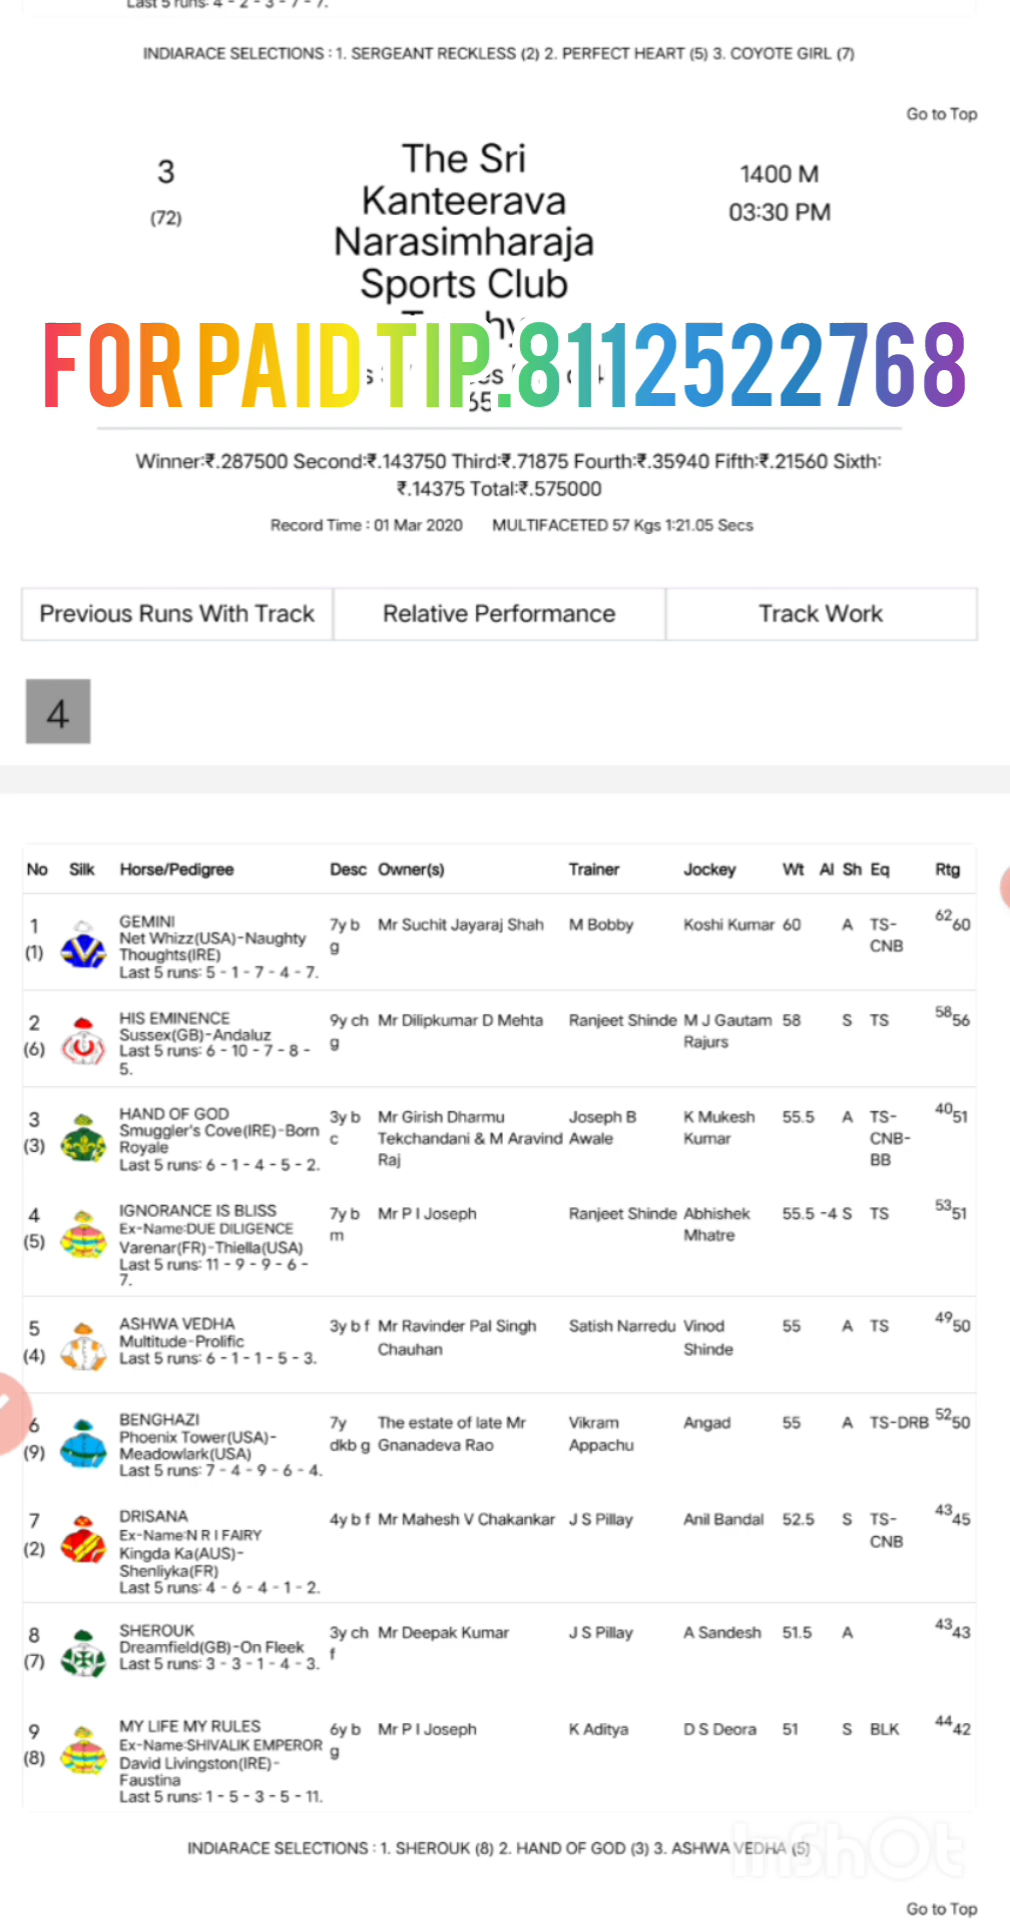 Last 5 runs: 4 - 2 - 3 - 7 - 7.
INDIARACE SELECTIONS : 1. SERGEANT RECKLESS (2) 2. PERFECT HEART (5) 3. COYOTE GIRL (7)
Go to Top
3
(72)
The Sri
Kanteerava
Narasimharaja
Sports Club
1400 M
03:30 PM
FOR PAID TIP.8112522768
65
Winner:₹.287500 Second:₹.143750 Third:₹.71875 Fourth:₹.35940 Fifth:₹.21560 Sixth:
₹.14375 Total:₹.575000
Record Time : 01 Mar 2020 MULTIFACETED 57 Kgs 1:21.05 Secs
Previous Runs With Track Relative Performance Track Work
4
No Silk Horse/Pedigree Desc Owner(s) Trainer Jockey Wt Al Sh Eq Rtg
1 GEMINI 7y b Mr Suchit Jayaraj Shah M Bobby Koshi Kumar 60 A TS- 62 60
(1) Net Whizz(USA)-Naughty g CNB
Thoughts(IRE)
Last 5 runs: 5 - 1 - 7 - 4 - 7.
2 HIS EMINENCE 9y ch Mr Dilipkumar D Mehta Ranjeet Shinde M J Gautam 58 S TS 58 56
(6) Sussex(GB)-Andaluz g Rajurs
Last 5 runs: 6 - 10 - 7 - 8 -
5.
3 HAND OF GOD 3y b Mr Girish Dharmu Joseph B K Mukesh 55.5 A TS- 40 51
(3) Smuggler's Cove(IRE)-Born c Tekchandani & M Aravind Awale Kumar CNB-
Royale Raj BB
Last 5 runs: 6 - 1 - 4 - 5 - 2.
4 IGNORANCE IS BLISS 7y b Mr P I Joseph Ranjeet Shinde Abhishek 55.5 -4 S TS 53 51
(5) Ex-Name:DUE DILIGENCE m Mhatre
Varenar(FR)-Thiella(USA)
Last 5 runs: 11 - 9 - 9 - 6 -
7.
5 ASHWA VEDHA 3y b f Mr Ravinder Pal Singh Satish Narredu Vinod 55 A TS 49 50
(4) Multitude-Prolific Chauhan Shinde
Last 5 runs: 6 - 1 - 1 - 5 - 3.
6 BENGHAZI 7y The estate of late Mr Vikram Angad 55 A TS-DRB 52 50
(9) Phoenix Tower(USA)- dkb g Gnanadeva Rao Appachu
Meadowlark(USA)
Last 5 runs: 7 - 4 - 9 - 6 - 4.
7 DRISANA 4y b f Mr Mahesh V Chakankar J S Pillay Anil Bandal 52.5 S TS- 43 45
(2) Ex-Name:N R I FAIRY CNB
Kingda Ka(AUS)-
Shenliyka(FR)
Last 5 runs: 4 - 6 - 4 - 1 - 2.
8 SHEROUK 3y ch Mr Deepak Kumar J S Pillay A Sandesh 51.5 A 43 43
(7) Dreamfield(GB)-On Fleek f
Last 5 runs: 3 - 3 - 1 - 4 - 3.
9 MY LIFE MY RULES 6y b Mr P I Joseph K Aditya D S Deora 51 S BLK 44 42
(8) Ex-Name:SHIVALIK EMPEROR g
David Livingston(IRE)-
Faustina
Last 5 runs: 1 - 5 - 3 - 5 - 11.
INDIARACE SELECTIONS : 1. SHEROUK (8) 2. HAND OF GOD (3) 3. ASHWA VEDHA (5)
InShOt
Go to Top